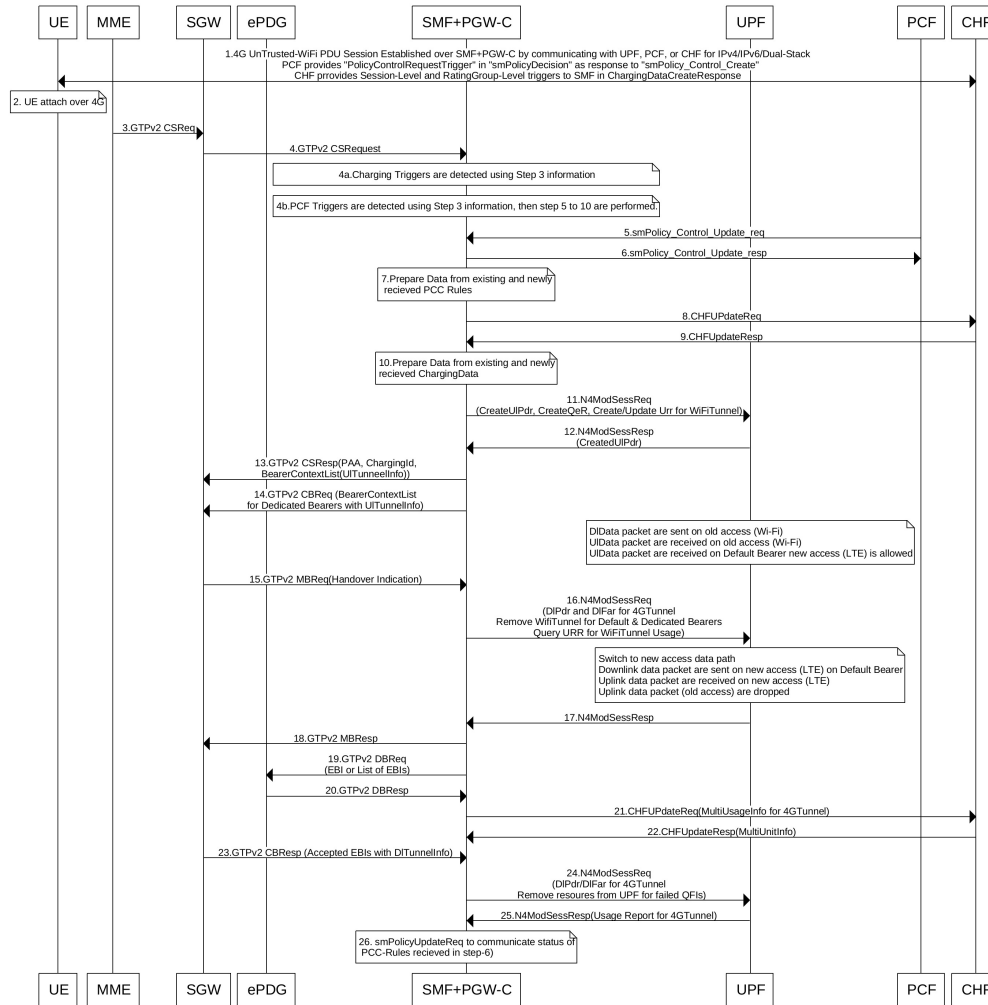 UE MME SGW ePDG SMF+PGW-C UPF PCF CHF
1.4G UnTrusted-WiFi PDU Session Established over SMF+PGW-C by communicating with UPF, PCF, or CHF for IPv4/IPv6/Dual-Stack
PCF provides "PolicyControlRequestTrigger" in "smPolicyDecision" as response to "smPolicy_Control_Create"
CHF prrovides Session-Level and RatingGroup-Level triggers to SMF in ChargingDataCreateResponse
2. UE attach over 4G
3.GTPv2 CSReq
4.GTPv2 CSRequest
4a.Charging Triggers are detected using Step 3 information
4b.PCF Triggers are detected using Step 3 information, then step 5 to 10 are performed.
5.smPolicy_Control_Update_req
6.smPolicy_Control_Update_resp
7.Prepare Data from existing and newly
recieved PCC Rules
8.CHFUPdateReq
9.CHFUpdateResp
10.Prepare Data from existing and newly
recieved ChargingData
11.N4ModSessReq
(CreateUlPdr, CreateQeR, Create/Update Urr for WiFiTunnel)
12.N4ModSessResp
(CreatedUlPdr)
13.GTPv2 CSResp(PAA, ChargingId,
BearerContextList(UlTunneelInfo))
14.GTPv2 CBReq (BearerContextList
for Dedicated Bearers with UlTunnelInfo)
DlData packet are sent on old access (Wi-Fi)
UlData packet are received on old access (Wi-Fi)
UlData packet are received on Default Bearer new access (LTE) is allowed
15.GTPv2 MBReq(Handover Indication)
16.N4ModSessReq
(DlPdr and DlFar for 4GTunnel
Remove WifiTunnel for Default & Dedicated Bearers
Query URR for WiFiTunnel Usage)
Switch to new access data path
Downlink data packet are sent on new access (LTE) on Default Bearer
Uplink data packet are received on new access (LTE)
Uplink data packet (old access) are dropped
17.N4ModSessResp
18.GTPv2 MBResp
19.GTPv2 DBReq
(EBI or List of EBIs)
20.GTPv2 DBResp
21.CHFUPdateReq(MultiUsageInfo for 4GTunnel)
22.CHFUpdateResp(MultiUnitInfo)
23.GTPv2 CBResp (Accepted EBIs with DlTunnelInfo)
24.N4ModSessReq
(DlPdr/DlFar for 4GTunnel
Remove resoures from UPF for failed QFIs)
25.N4ModSessResp(Usage Report for 4GTunnel)
26. smPolicyUpdateReq to communicate status of
PCC-Rules recieved in step-6)
UE MME SGW ePDG SMF+PGW-C UPF PCF CHF